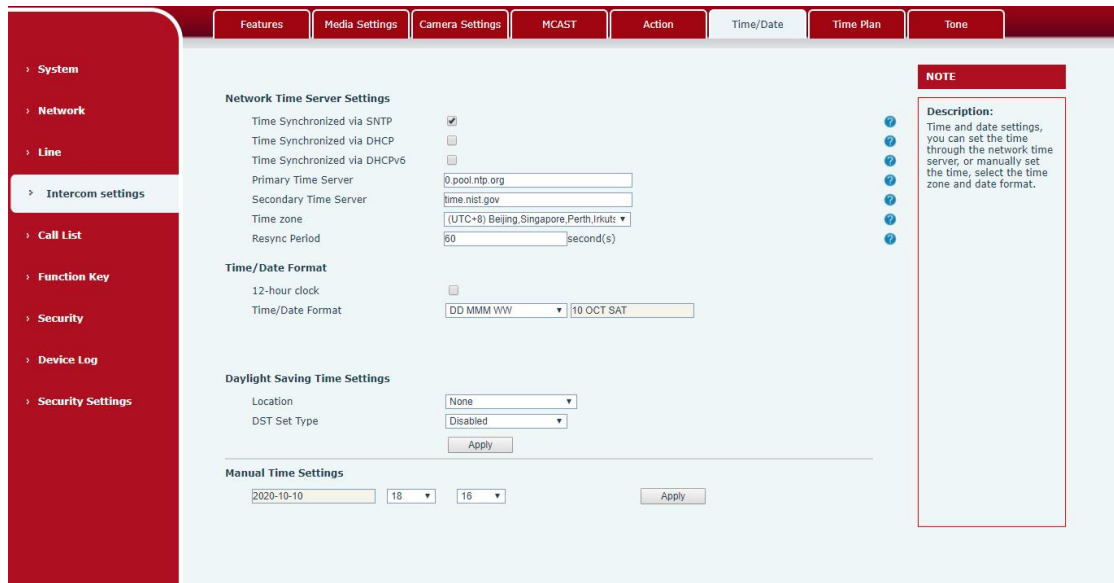 Features Media Settings Camera Settings MCAST Action Time/Date Time Plan Tone
› System
› Network
› Line
› Intercom settings
› Call List
› Function Key
› Security
› Device Log
› Security Settings
Network Time Server Settings
Time Synchronized via SNTP
Time Synchronized via DHCP
Time Synchronized via DHCPv6
Primary Time Server 0.pool.ntp.org
Secondary Time Server time.nist.gov
Time zone (UTC+8) Beijing,Singapore,Perth,Irkuts
Resync Period 60 second(s)
Time/Date Format
12-hour clock
Time/Date Format DD MMM WW 10 OCT SAT
Daylight Saving Time Settings
Location None
DST Set Type Disabled
Apply
Manual Time Settings
2020-10-10 18 16 Apply
NOTE
Description:
Time and date settings,
you can set the time
through the network time
server, or manually set
the time, select the time
zone and date format.